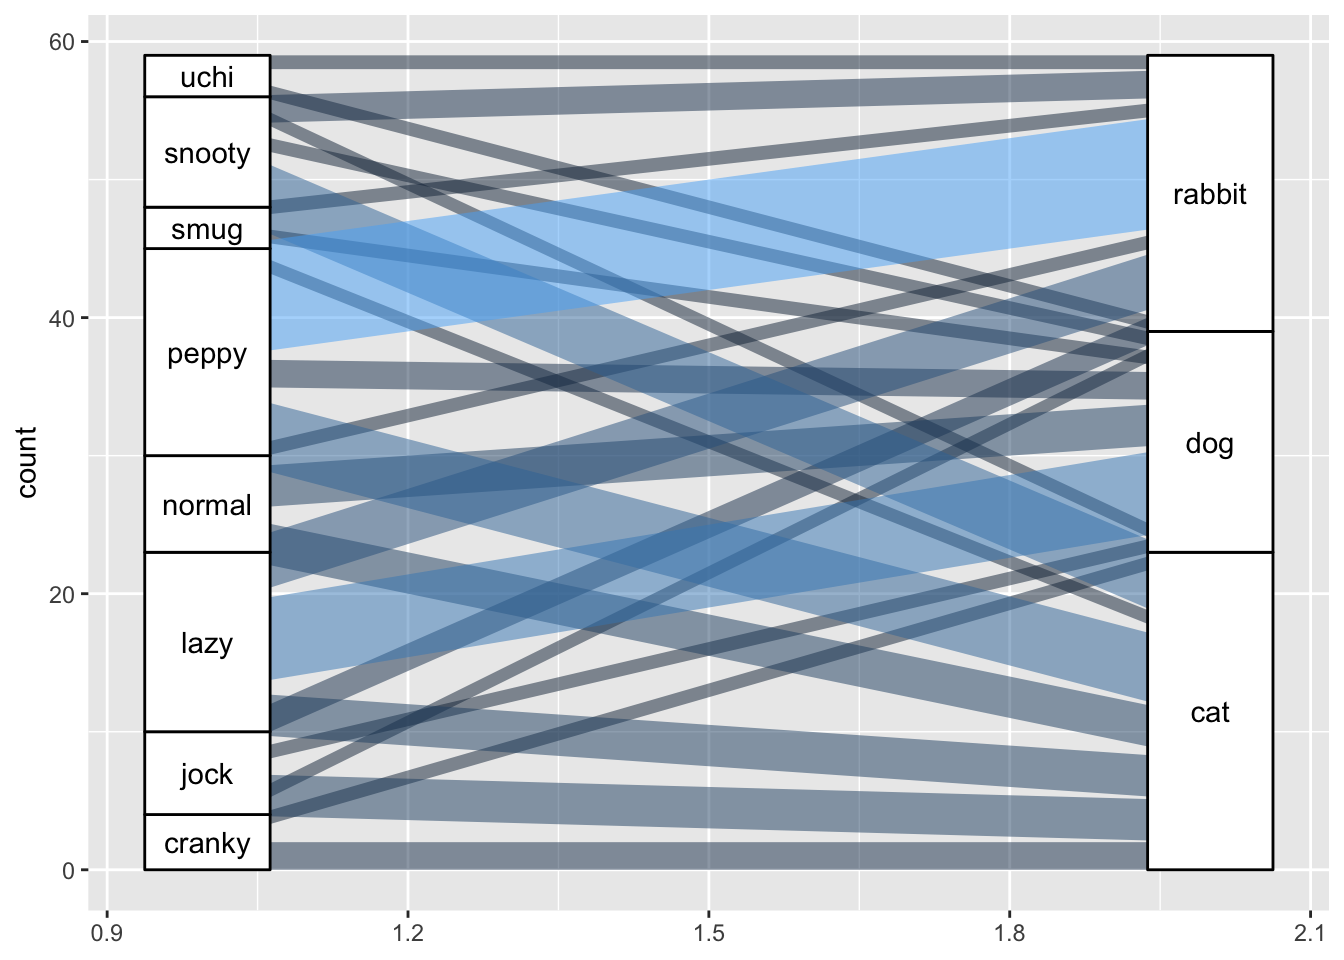 60
40
20
0
count
uchi
snooty
smug
peppy
normal
lazy
jock
cranky
rabbit
dog
cat
0.9 1.2 1.5 1.8 2.1